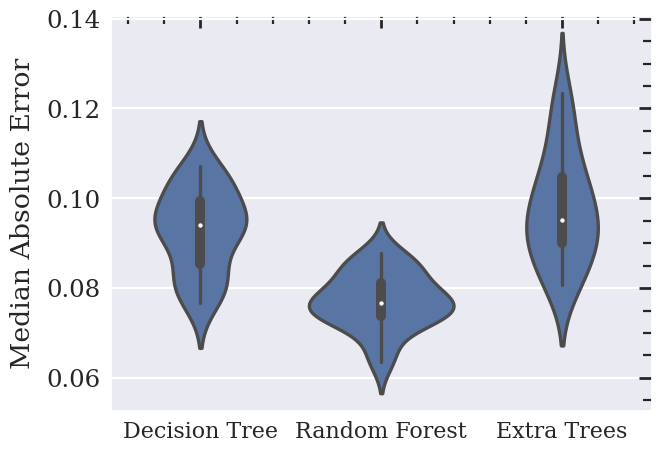 Median Absolute Error
0.14
0.12
0.10
0.08
0.06
Decision Tree Random Forest Extra Trees